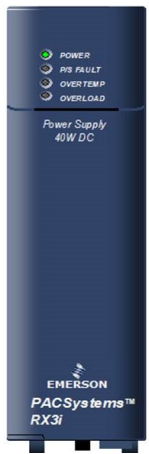 POWER
P/S FAULT
OVERTEMP
OVERLOAD
Power Supply
40W DC
EMERSON
PACSystems™
RX3i